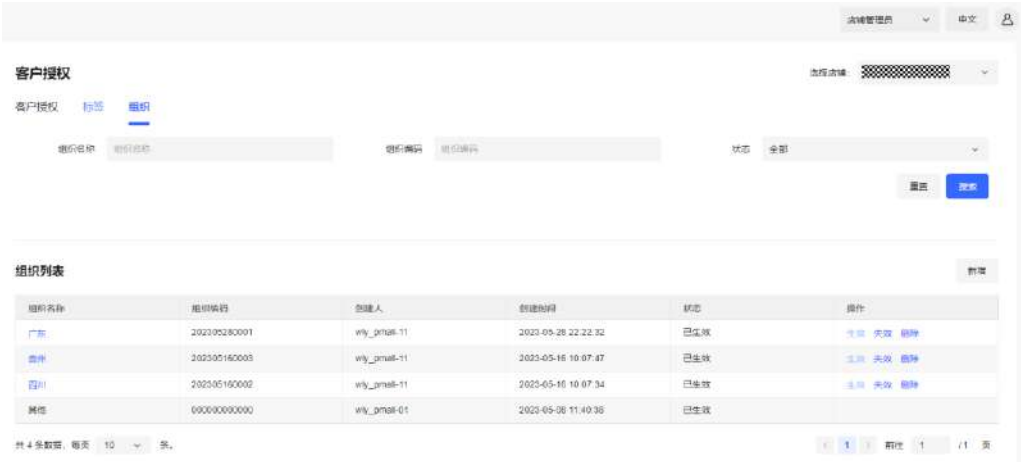 店铺管理员 中文
客户授权 选择店铺:
客户授权 标签 组织
组织名称 组织名称 组织编码 组织编码 状态 全部
重置 搜索
组织列表 新增
组织名称 组织编码 创建人 创建时间 状态 操作
广东 202305280001 wly_pmall-11 2023-05-28 22:22:32 已生效 生效 失效 删除
贵州 202305160003 wly_pmall-11 2023-05-16 10:07:47 已生效 生效 失效 删除
四川 202305160002 wly_pmall-11 2023-05-16 10:07:34 已生效 生效 失效 删除
其他 000000000000 wly_pmall-01 2023-05-08 11:40:38 已生效
共 4 条数据, 每页 10 条。 1 前往 1 /1 页